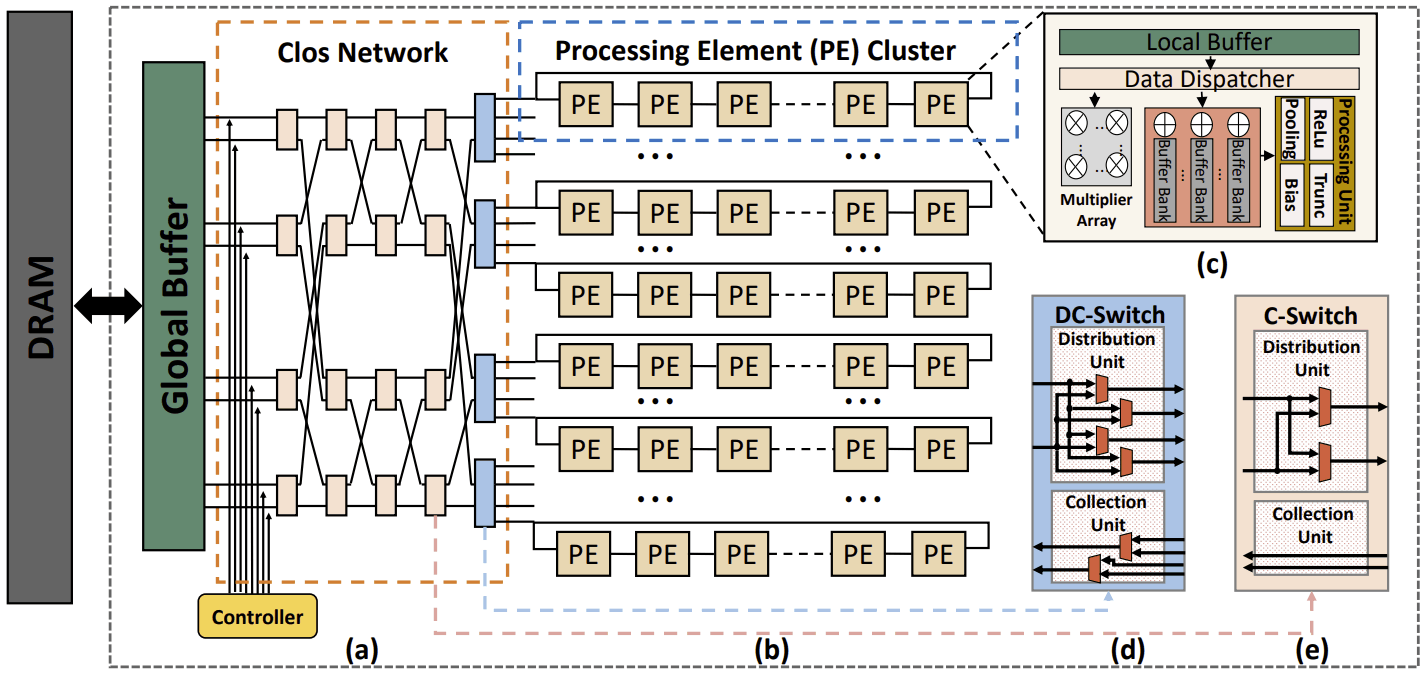 DRAM
Global Buffer
Clos Network
Controller
(a)
Processing Element (PE) Cluster
PE PE PE PE PE
... ...
PE PE PE PE PE
... ...
PE PE PE PE PE
PE PE PE PE PE
... ...
PE PE PE PE PE
... ...
PE PE PE PE PE
(b)
Local Buffer
Data Dispatcher
Multiplier
Array
Buffer Bank
...
Buffer Bank
...
Buffer Bank
Pooling
ReLu
Bias
Trunc
Processing Unit
(c)
DC-Switch
Distribution
Unit
Collection
Unit
(d)
C-Switch
Distribution
Unit
Collection
Unit
(e)